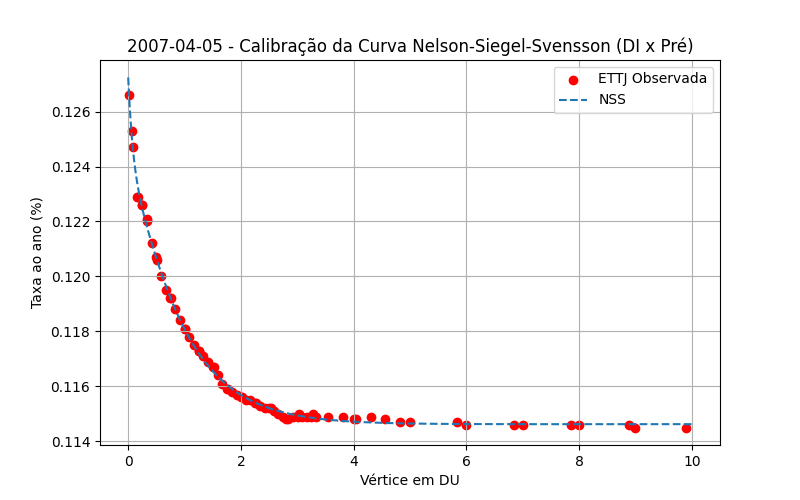 2007-04-05 - Calibração da Curva Nelson-Siegel-Svensson (DI x Pré)
ETTJ Observada
NSS
Taxa ao ano (%)
0.126
0.124
0.122
0.120
0.118
0.116
0.114
0
2
4
6
8
10
Vértice em DU